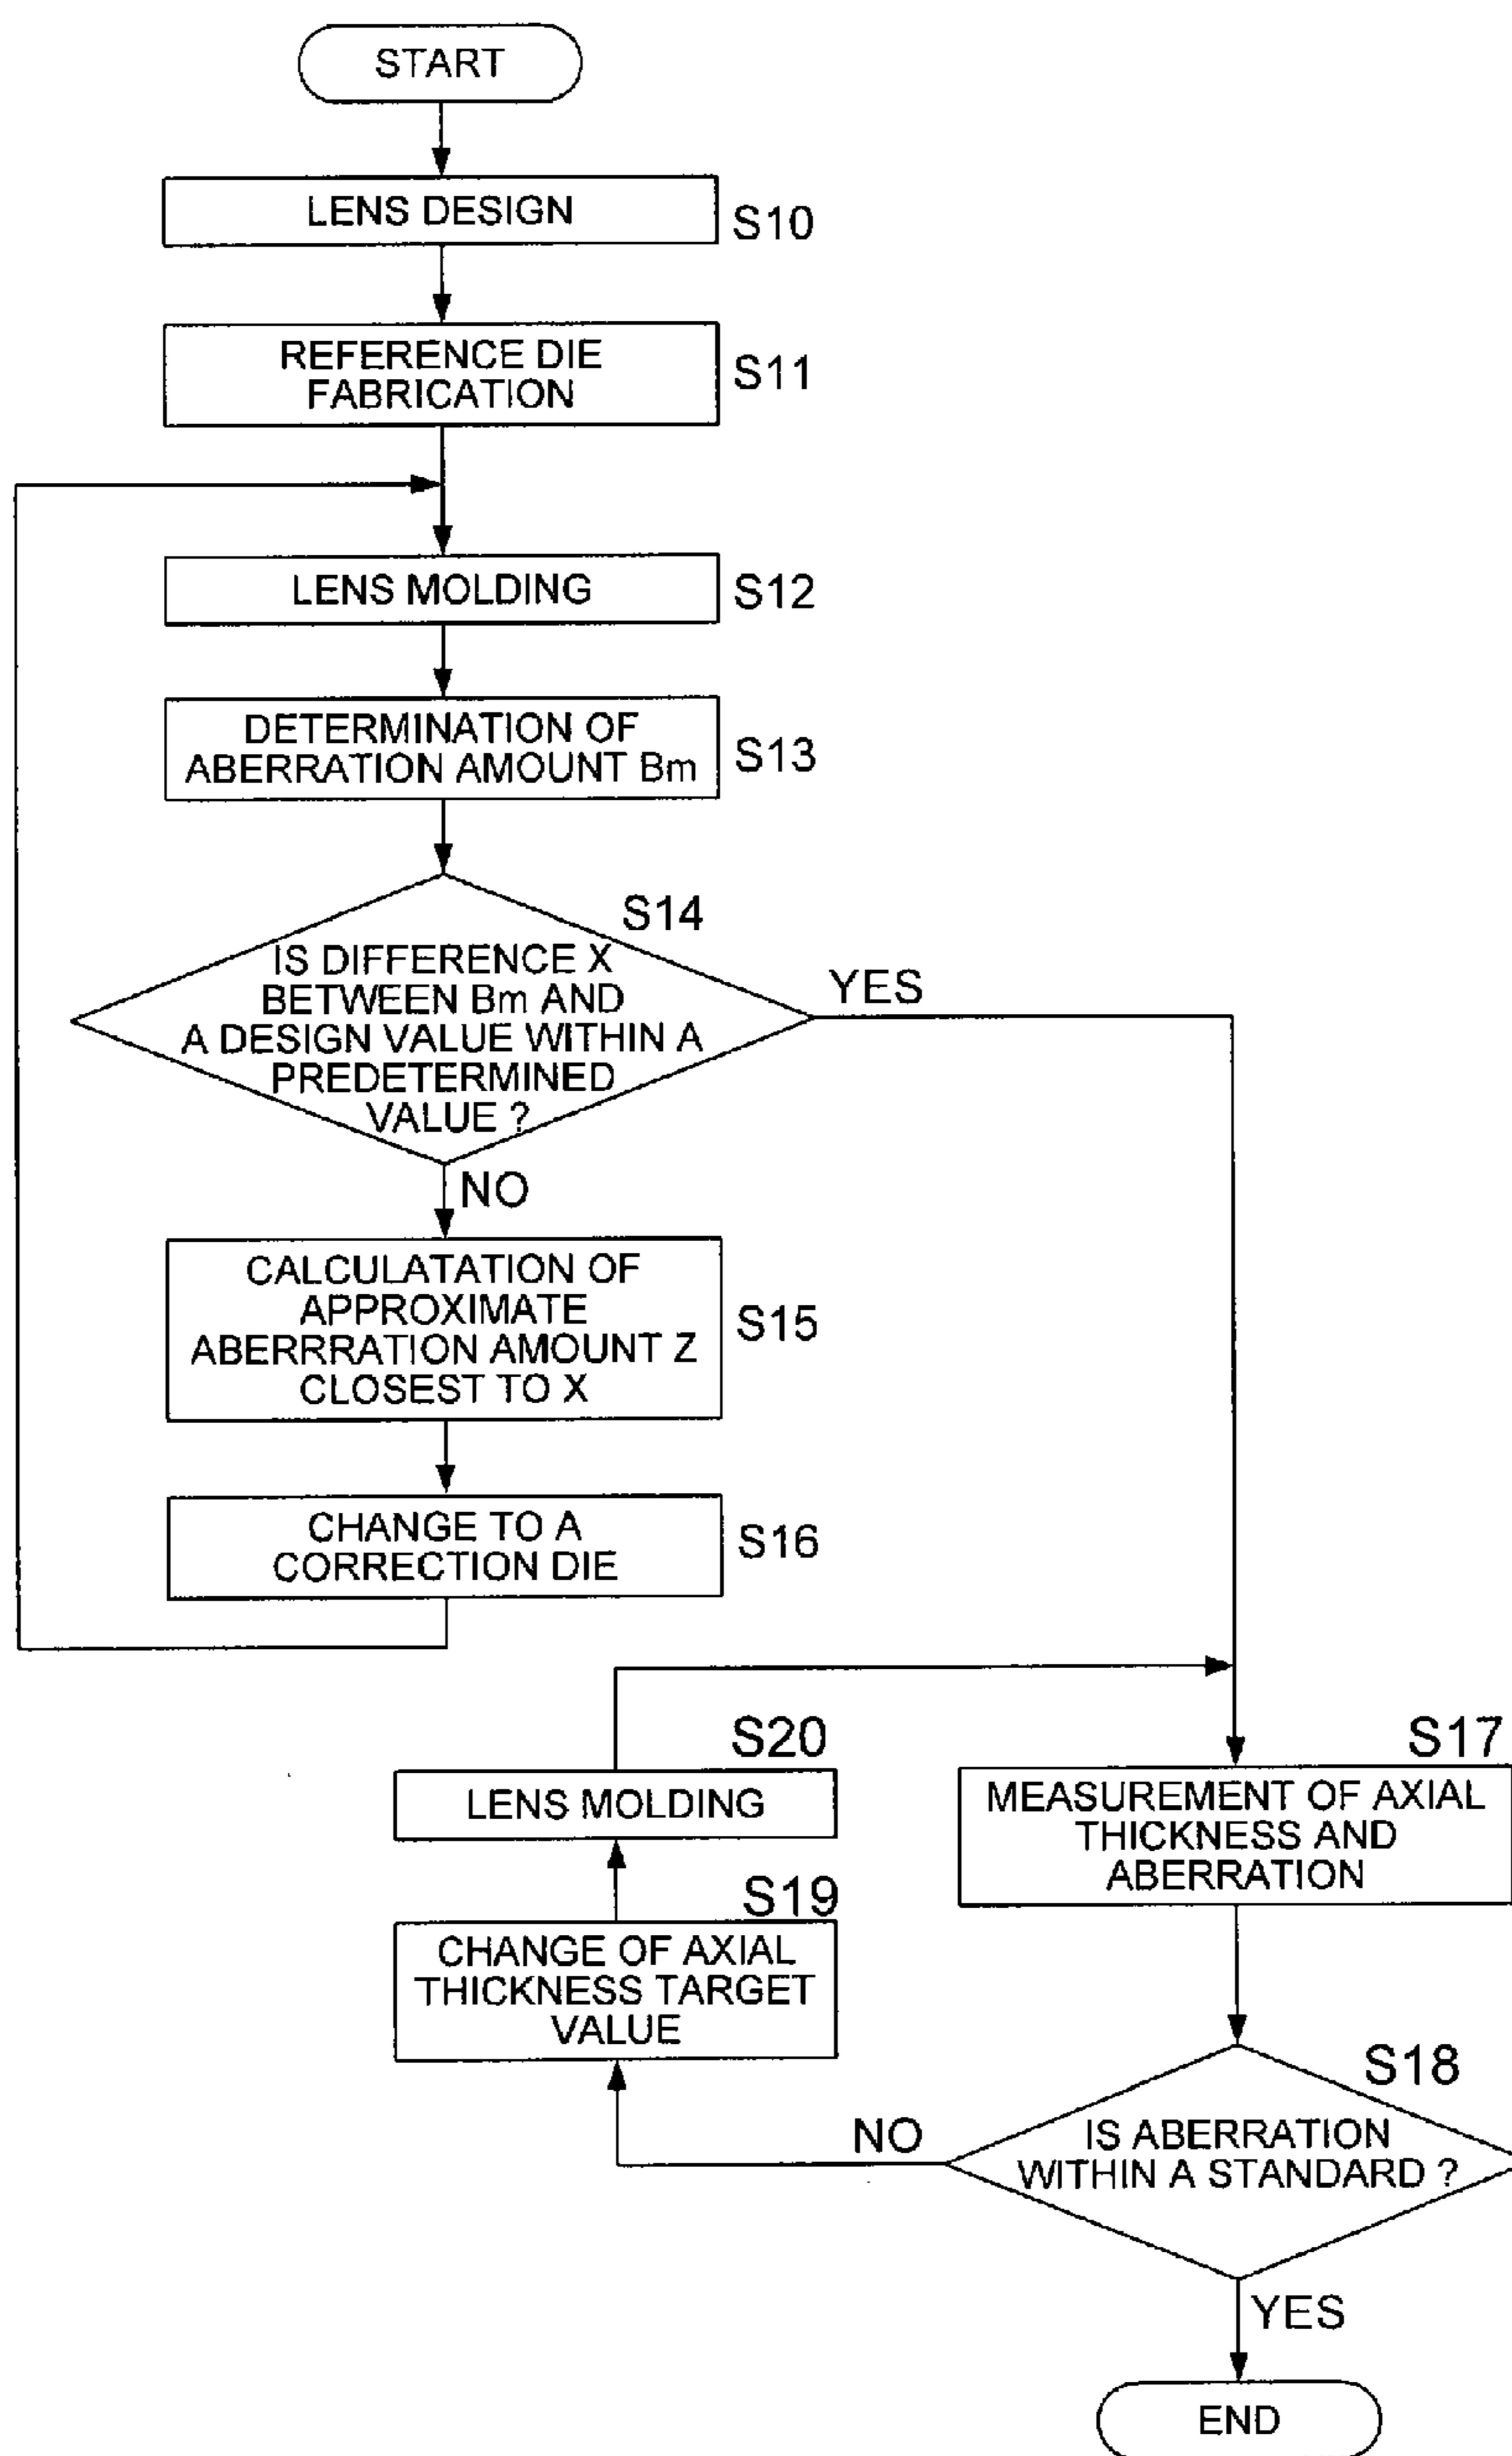 START
LENS DESIGN
S10
REFERENCE DIE
FABRICATION
S11
LENS MOLDING
S12
DETERMINATION OF
ABERRATION AMOUNT Bm
S13
S14
IS DIFFERENCE X
BETWEEN Bm AND
A DESIGN VALUE WITHIN A
PREDETERMINED
VALUE ?
YES
NO
CALCULATATION OF
APPROXIMATE
ABERRRATION AMOUNT Z
CLOSEST TO X
S15
CHANGE TO A
CORRECTION DIE
S16
S20
LENS MOLDING
S17
MEASUREMENT OF AXIAL
THICKNESS AND
ABERRATION
S19
CHANGE OF AXIAL
THICKNESS TARGET
VALUE
S18
IS ABERRATION
WITHIN A STANDARD ?
NO
YES
END